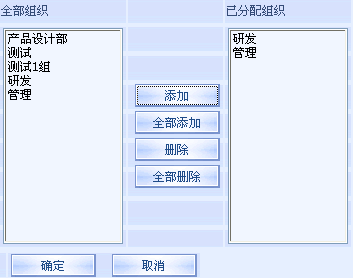 全部组织
已分配组织
产品设计部
测试
测试1组
研发
管理
添加
全部添加
删除
全部删除
研发
管理
确定
取消